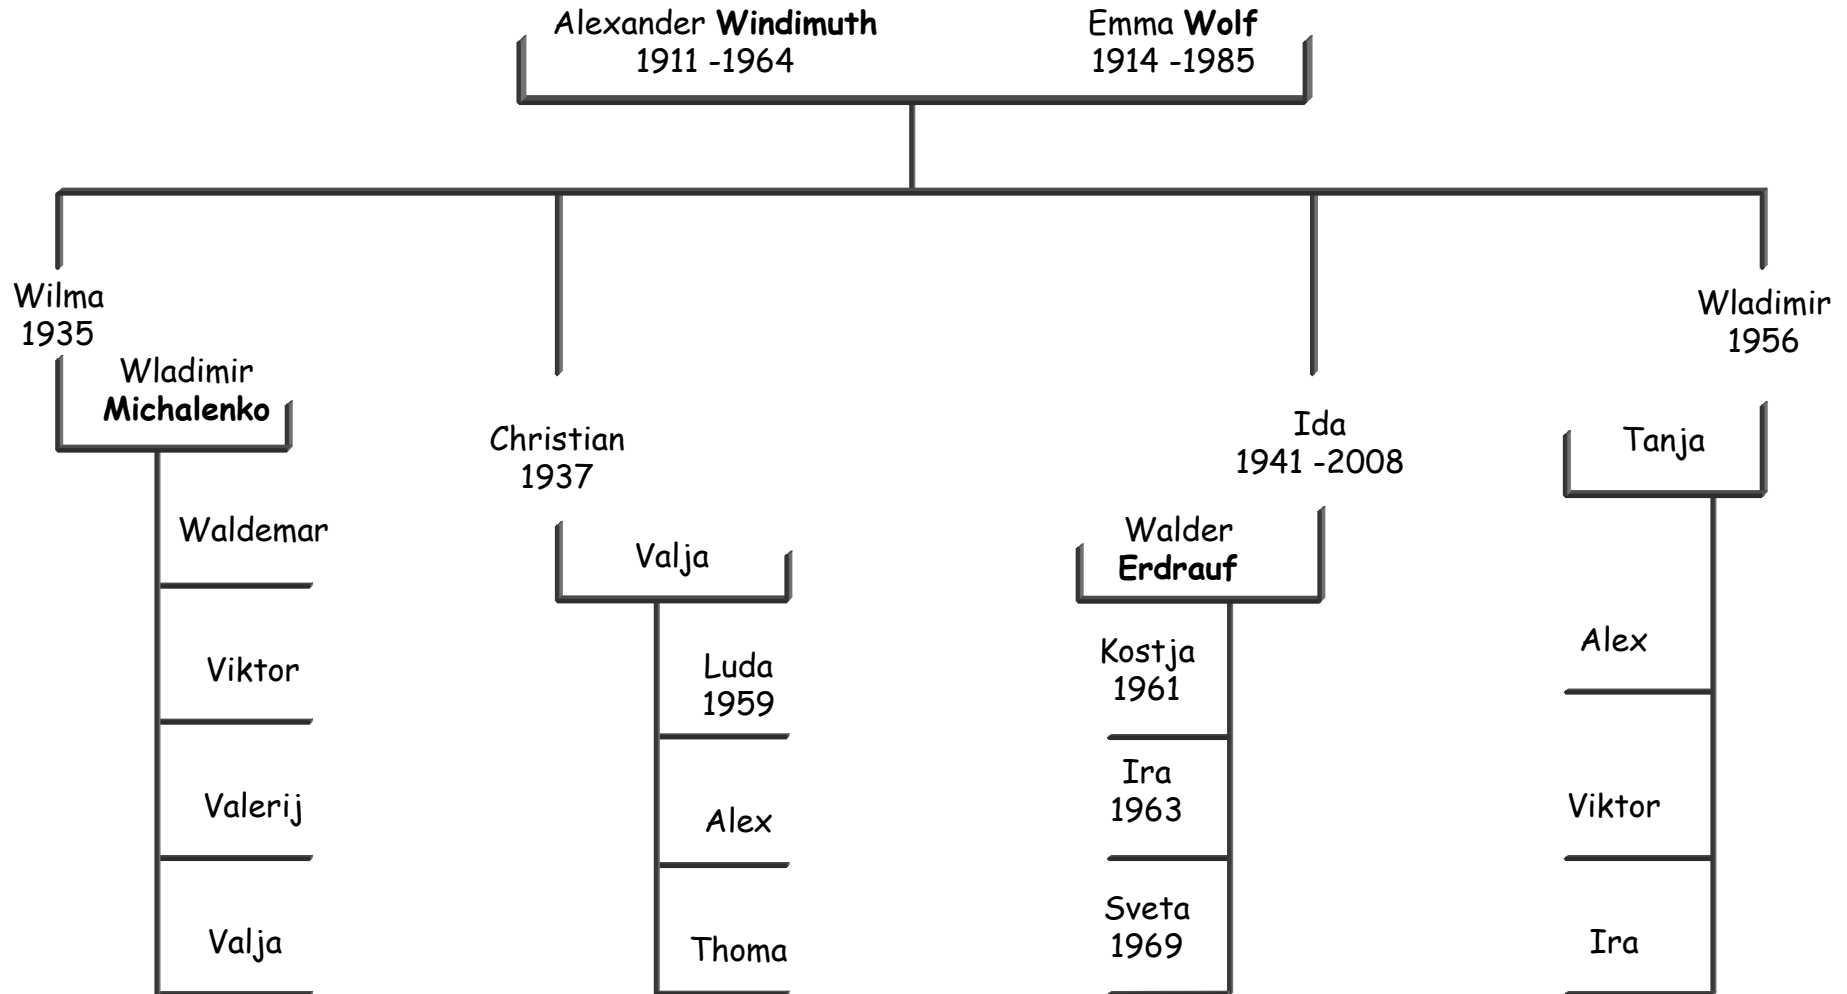 Alexander Windimuth
1911 -1964
Emma Wolf
1914 -1985
Wilma
1935
Wladimir
Michalenko
Waldemar
Viktor
Valerij
Valja
Christian
1937
Valja
Luda
1959
Alex
Thoma
Ida
1941 -2008
Walder
Erdrauf
Kostja
1961
Ira
1963
Sveta
1969
Wladimir
1956
Tanja
Alex
Viktor
Ira